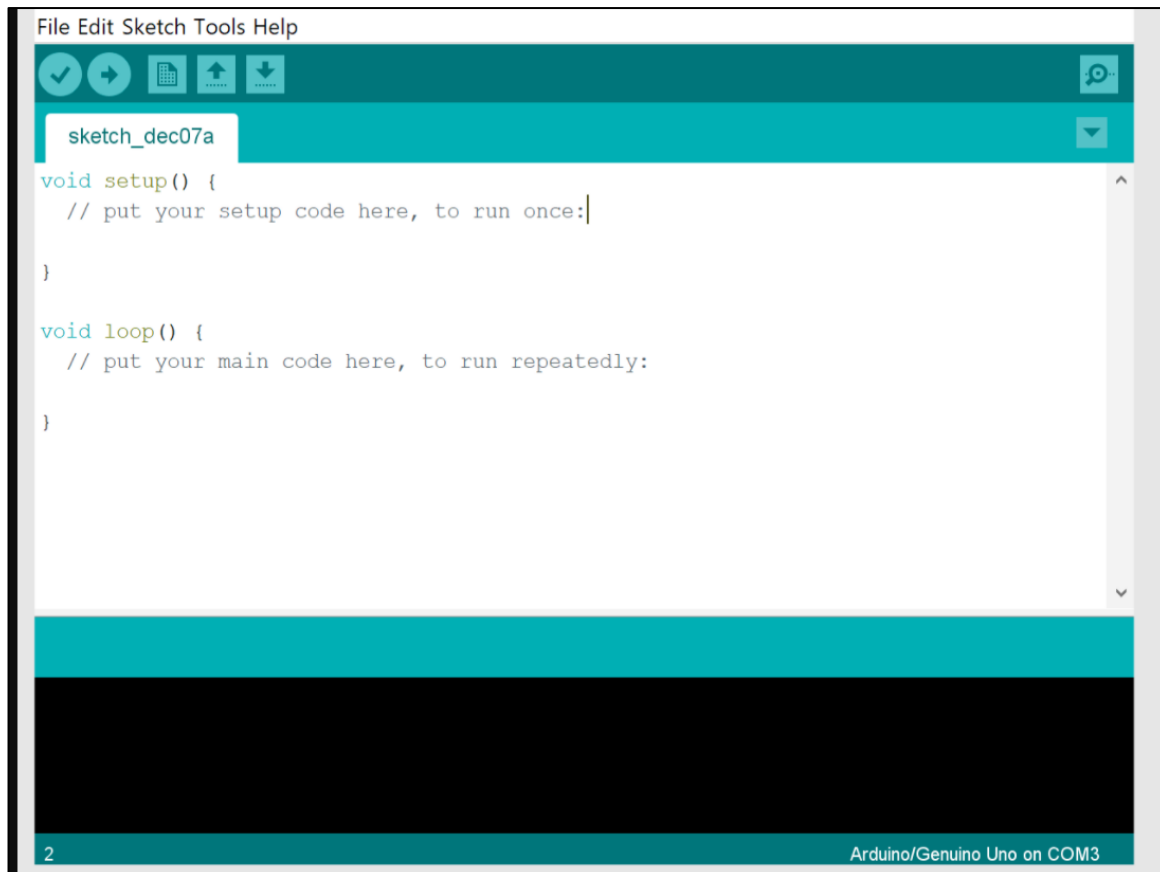 File Edit Sketch Tools Help
sketch_dec07a
void setup() {
  // put your setup code here, to run once:
}
void loop() {
  // put your main code here, to run repeatedly:
}
2 Arduino/Genuino Uno on COM3